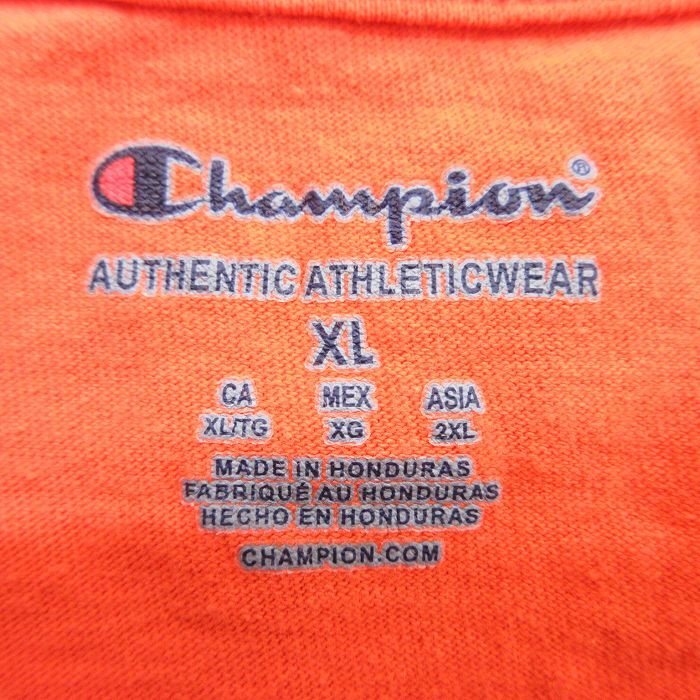 Champion®
AUTHENTIC ATHLETICWEAR
XL
CA MEX ASIA
XL/TG XG 2XL
MADE IN HONDURAS
FABRIQUÉ AU HONDURAS
HECHO EN HONDURAS
CHAMPION.COM